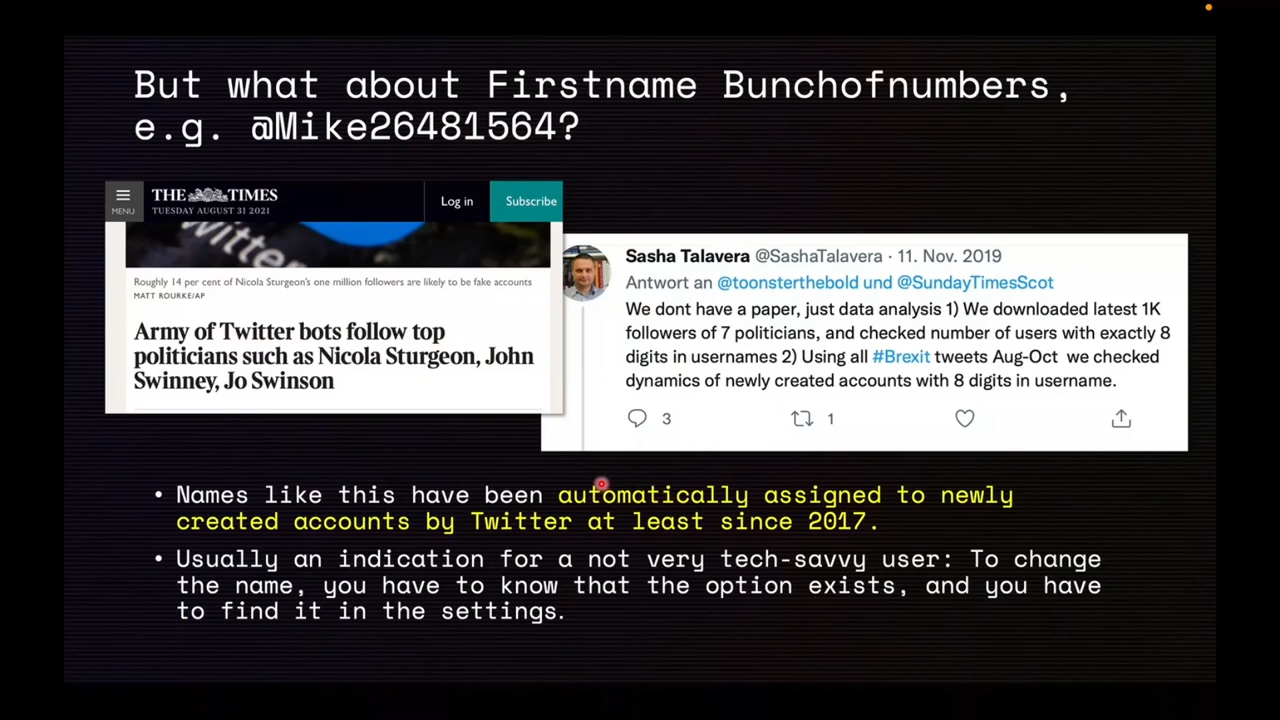 But what about Firstname Bunchofnumbers,
e.g. @Mike26481564?
MENU
THE TIMES
TUESDAY AUGUST 31 2021
Log in
Subscribe
witter
Roughly 14 per cent of Nicola Sturgeon's one million followers are likely to be fake accounts
MATT ROURKE/AP
Army of Twitter bots follow top
politicians such as Nicola Sturgeon, John
Swinney, Jo Swinson
Sasha Talavera @SashaTalavera · 11. Nov. 2019
Antwort an @toonsterthebold und @SundayTimesScot
We dont have a paper, just data analysis 1) We downloaded latest 1K
followers of 7 politicians, and checked number of users with exactly 8
digits in usernames 2) Using all #Brexit tweets Aug-Oct we checked
dynamics of newly created accounts with 8 digits in username.
3 1
• Names like this have been automatically assigned to newly
created accounts by Twitter at least since 2017.
• Usually an indication for a not very tech-savvy user: To change
the name, you have to know that the option exists, and you have
to find it in the settings.